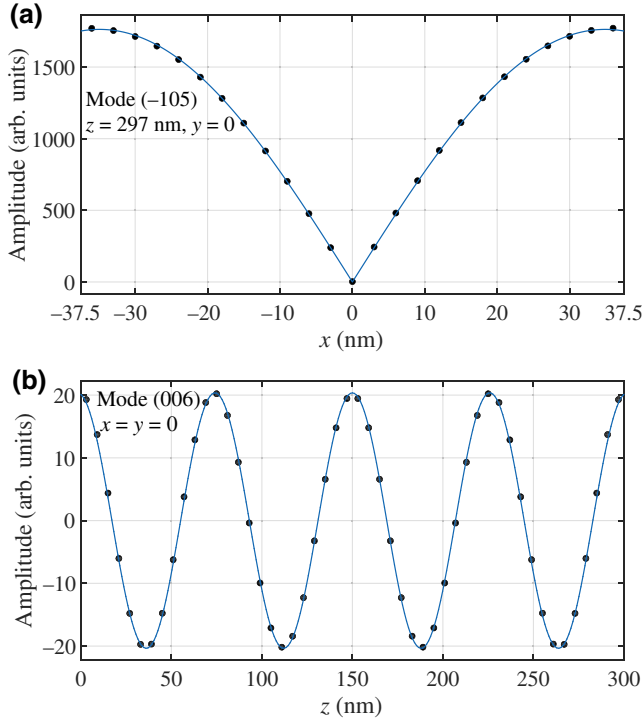 (a)
Amplitude (arb. units)
1500
1000
500
0
Mode (–105)
z = 297 nm, y = 0
–37.5 –30 –20 –10 0 10 20 30 37.5
x (nm)
(b)
Amplitude (arb. units)
20
10
0
–10
–20
Mode (006)
x = y = 0
0 50 100 150 200 250 300
z (nm)